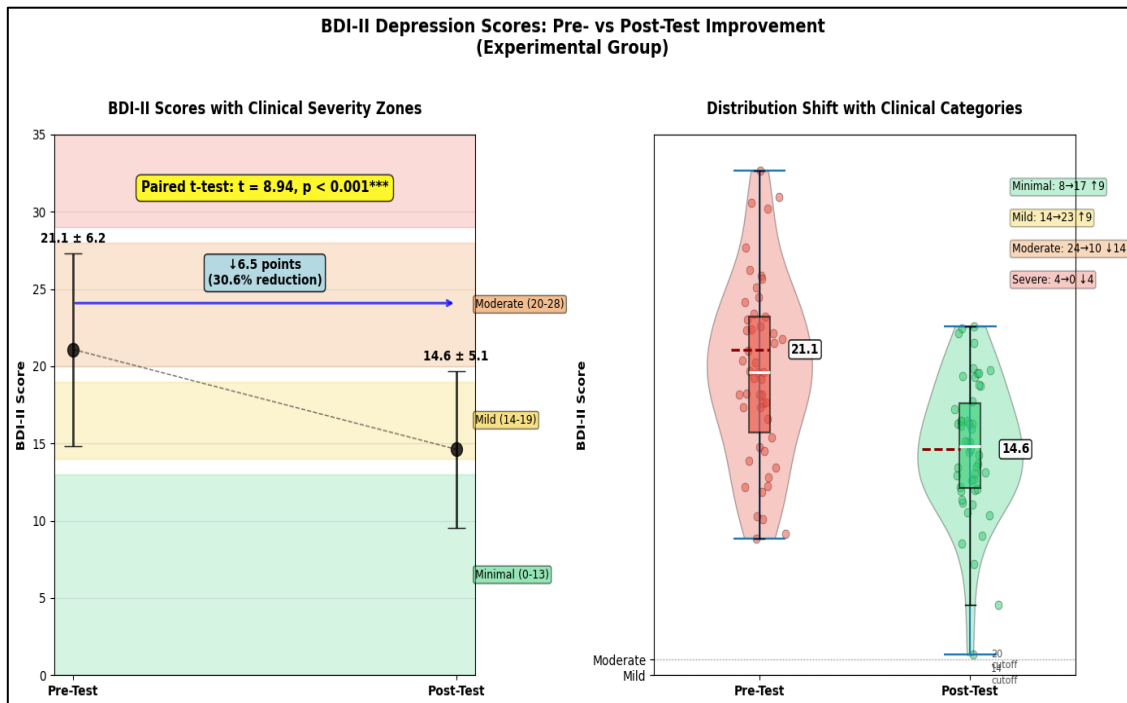 BDI-II Depression Scores: Pre- vs Post-Test Improvement
(Experimental Group)
BDI-II Scores with Clinical Severity Zones
BDI-II Score
35
30
25
20
15
10
5
0
Paired t-test: t = 8.94, p < 0.001***
21.1 ± 6.2
↓6.5 points
(30.6% reduction)
14.6 ± 5.1
Moderate (20-28)
Mild (14-19)
Minimal (0-13)
Pre-Test
Post-Test
Distribution Shift with Clinical Categories
BDI-II Score
Minimal: 8→17 ↑9
Mild: 14→23 ↑9
Moderate: 24→10 ↓14
Severe: 4→0 ↓4
21.1
14.6
Moderate
Mild
20
cutoff
14
cutoff
Pre-Test
Post-Test